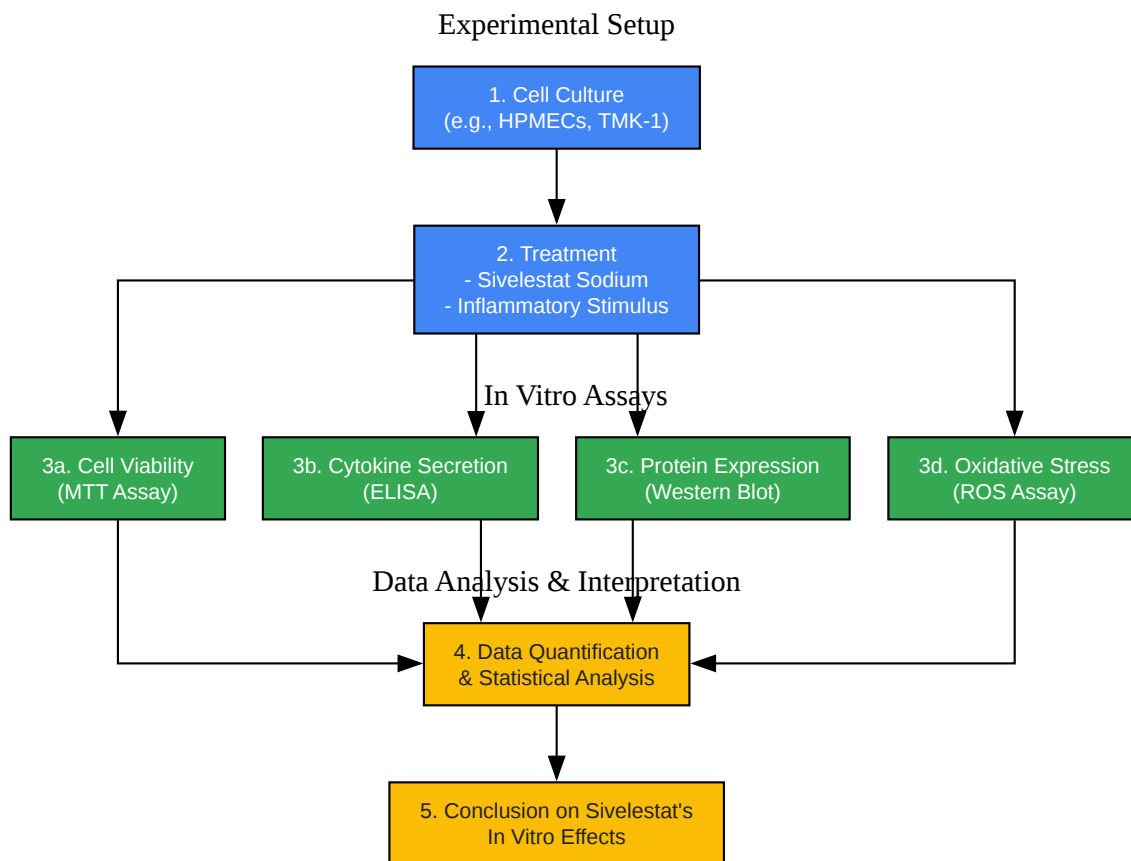 Experimental Setup
1. Cell Culture
(e.g., HPMECs, TMK-1)
2. Treatment
- Sivelestat Sodium
- Inflammatory Stimulus
In Vitro Assays
3a. Cell Viability
(MTT Assay)
3b. Cytokine Secretion
(ELISA)
3c. Protein Expression
(Western Blot)
3d. Oxidative Stress
(ROS Assay)
Data Analysis & Interpretation
4. Data Quantification
& Statistical Analysis
5. Conclusion on Sivelestat's
In Vitro Effects